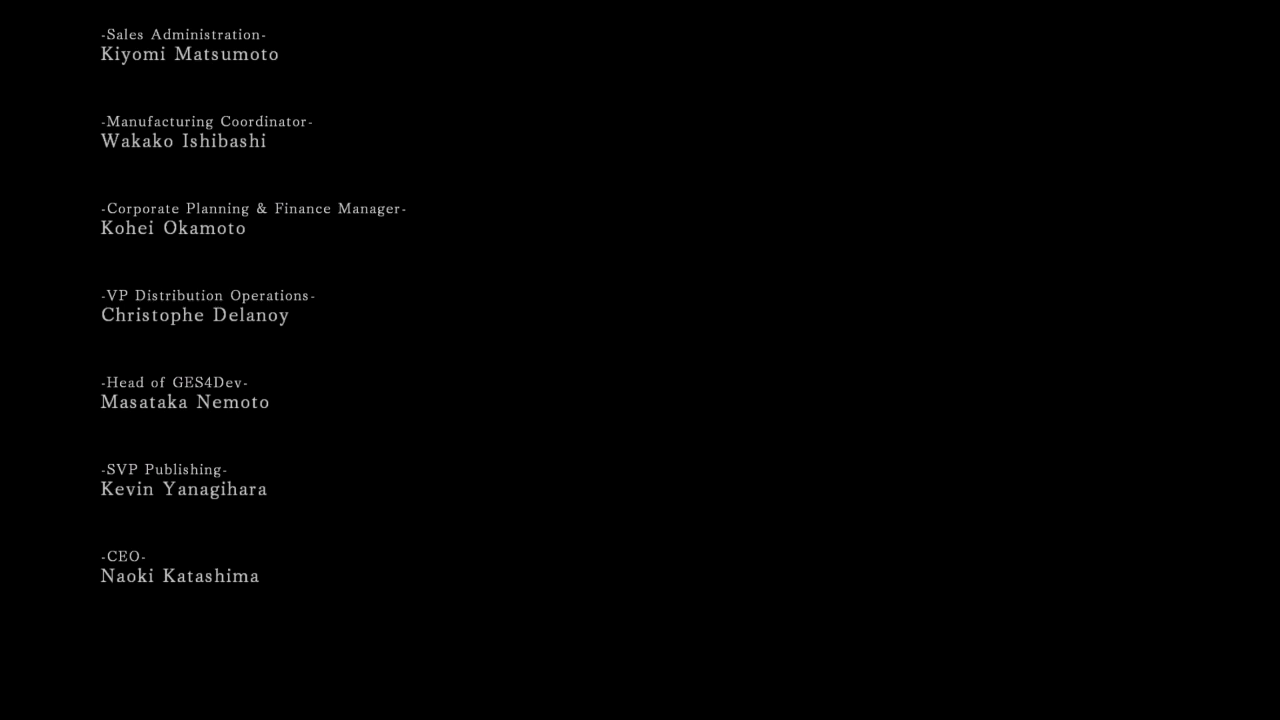 -Sales Administration-
Kiyomi Matsumoto
-Manufacturing Coordinator-
Wakako Ishibashi
-Corporate Planning & Finance Manager-
Kohei Okamoto
-VP Distribution Operations-
Christophe Delanoy
-Head of GES4Dev-
Masataka Nemoto
-SVP Publishing-
Kevin Yanagihara
-CEO-
Naoki Katashima